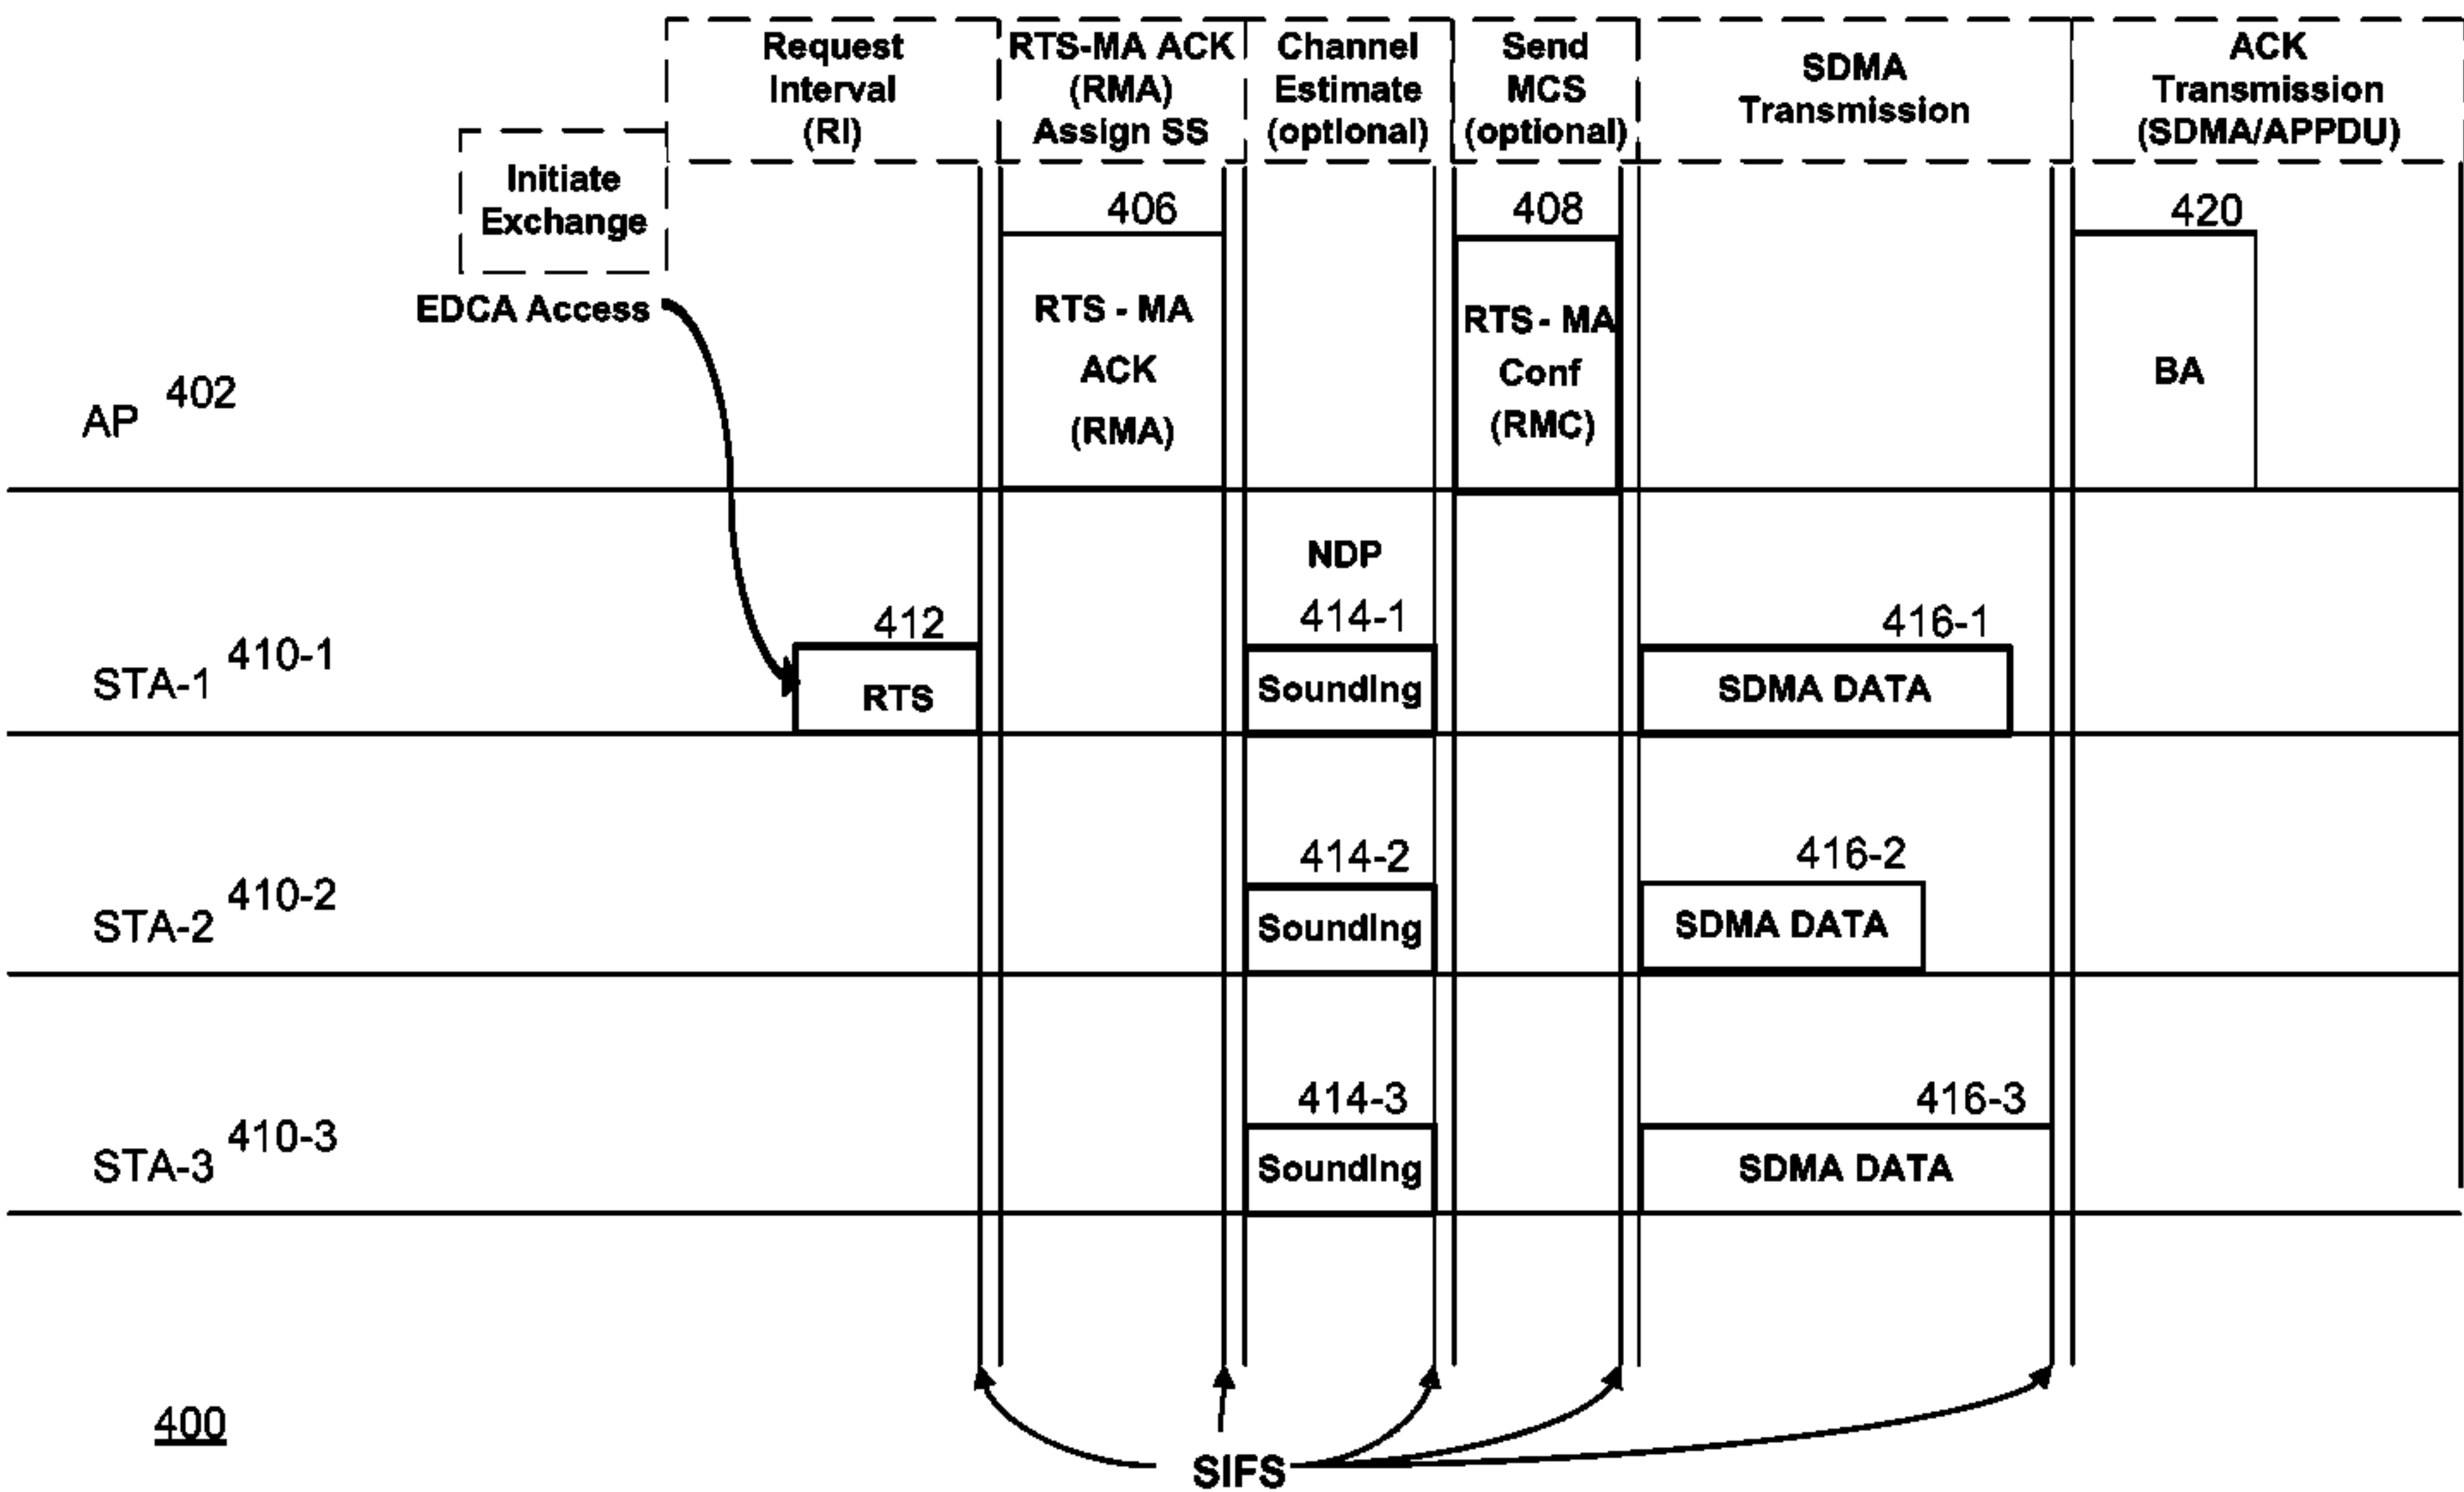 Request
Interval
(RI)
RTS-MA ACK
(RMA)
Assign SS
Channel
Estimate
(optional)
Send
MCS
(optional)
SDMA
Transmission
ACK
Transmission
(SDMA/APPDU)
Initiate
Exchange
EDCA Access
AP 402
406
RTS - MA
ACK
(RMA)
408
RTS - MA
Conf
(RMC)
420
BA
STA-1 410-1
412
RTS
NDP
414-1
Sounding
416-1
SDMA DATA
STA-2 410-2
414-2
Sounding
416-2
SDMA DATA
STA-3 410-3
414-3
Sounding
416-3
SDMA DATA
400
SIFS